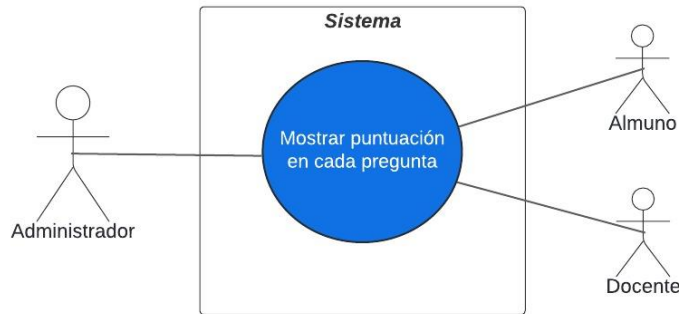 Sistema
Mostrar puntuación
en cada pregunta
Administrador
Almuno
Docente